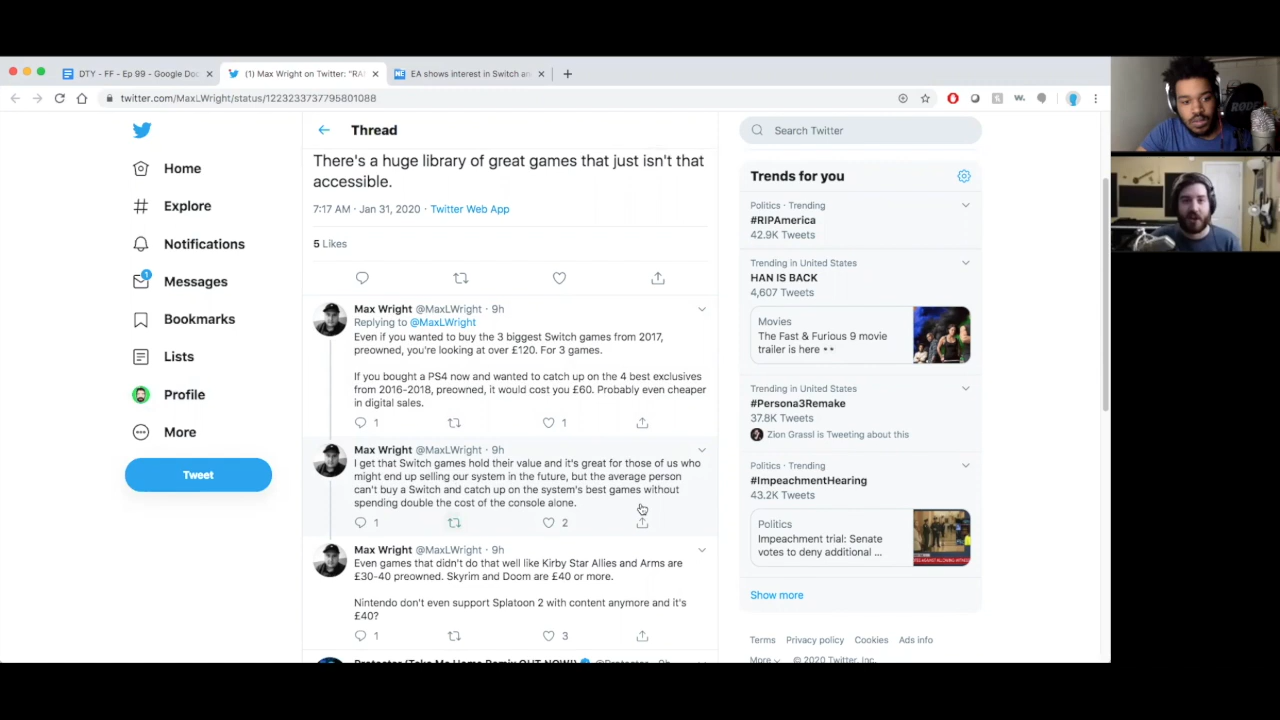 DTY - FF - Ep 99 - Google Doc
(1) Max Wright on Twitter: "RA
EA shows interest in Switch an
twitter.com/MaxLWright/status/1223233737795801088
Home
Explore
Notifications
1
Messages
Bookmarks
Lists
Profile
More
Tweet
Thread
There's a huge library of great games that just isn't that
accessible.
7:17 AM · Jan 31, 2020 · Twitter Web App
5 Likes
Max Wright @MaxLWright · 9h
Replying to @MaxLWright
Even if you wanted to buy the 3 biggest Switch games from 2017,
preowned, you're looking at over £120. For 3 games.
If you bought a PS4 now and wanted to catch up on the 4 best exclusives
from 2016-2018, preowned, it would cost you £60. Probably even cheaper
in digital sales.
1 1
Max Wright @MaxLWright · 9h
I get that Switch games hold their value and it's great for those of us who
might end up selling our system in the future, but the average person
can't buy a Switch and catch up on the system's best games without
spending double the cost of the console alone.
1 2
Max Wright @MaxLWright · 9h
Even games that didn't do that well like Kirby Star Allies and Arms are
£30-40 preowned. Skyrim and Doom are £40 or more.
Nintendo don't even support Splatoon 2 with content anymore and it's
£40?
1 3
Search Twitter
Trends for you
Politics · Trending
#RIPAmerica
42.9K Tweets
Trending in United States
HAN IS BACK
4,607 Tweets
Movies
The Fast & Furious 9 movie
trailer is here
Trending in United States
#Persona3Remake
37.8K Tweets
Zion Grassl is Tweeting about this
Politics · Trending
#ImpeachmentHearing
43.2K Tweets
Politics
Impeachment trial: Senate
votes to deny additional ...
Show more
Terms Privacy policy Cookies Ads info
More © 2020 Twitter, Inc.
RODE